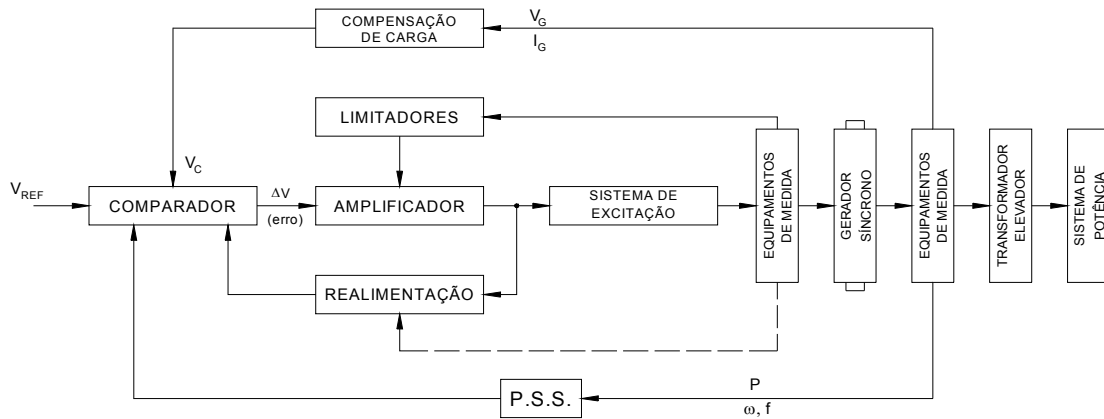 COMPENSAÇÃO
DE CARGA
V_G
I_G
LIMITADORES
V_C
V_REF
COMPARADOR
ΔV
(erro)
AMPLIFICADOR
SISTEMA DE
EXCITAÇÃO
EQUIPAMENTOS
DE MEDIDA
GERADOR
SÍNCRONO
EQUIPAMENTOS
DE MEDIDA
TRANSFORMADOR
ELEVADOR
SISTEMA DE
POTÊNCIA
REALIMENTAÇÃO
P.S.S.
P
ω, f